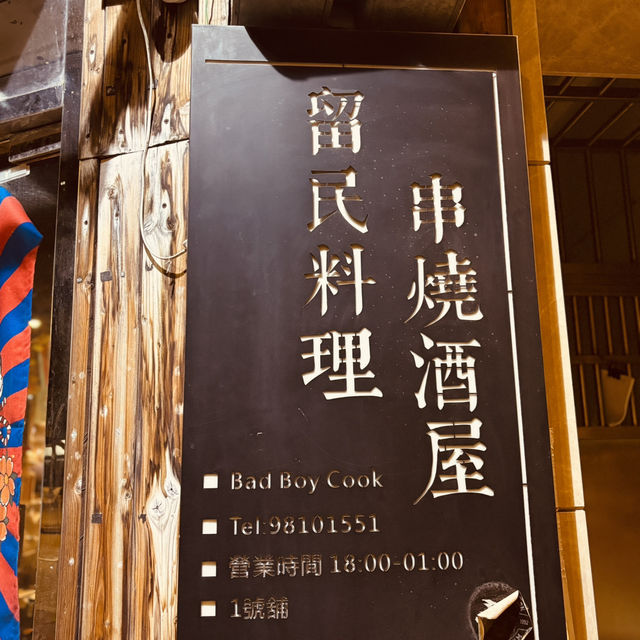 串燒酒屋
留民料理
Bad Boy Cook
Tel:98101551
營業時間 18:00-01:00
1號舖